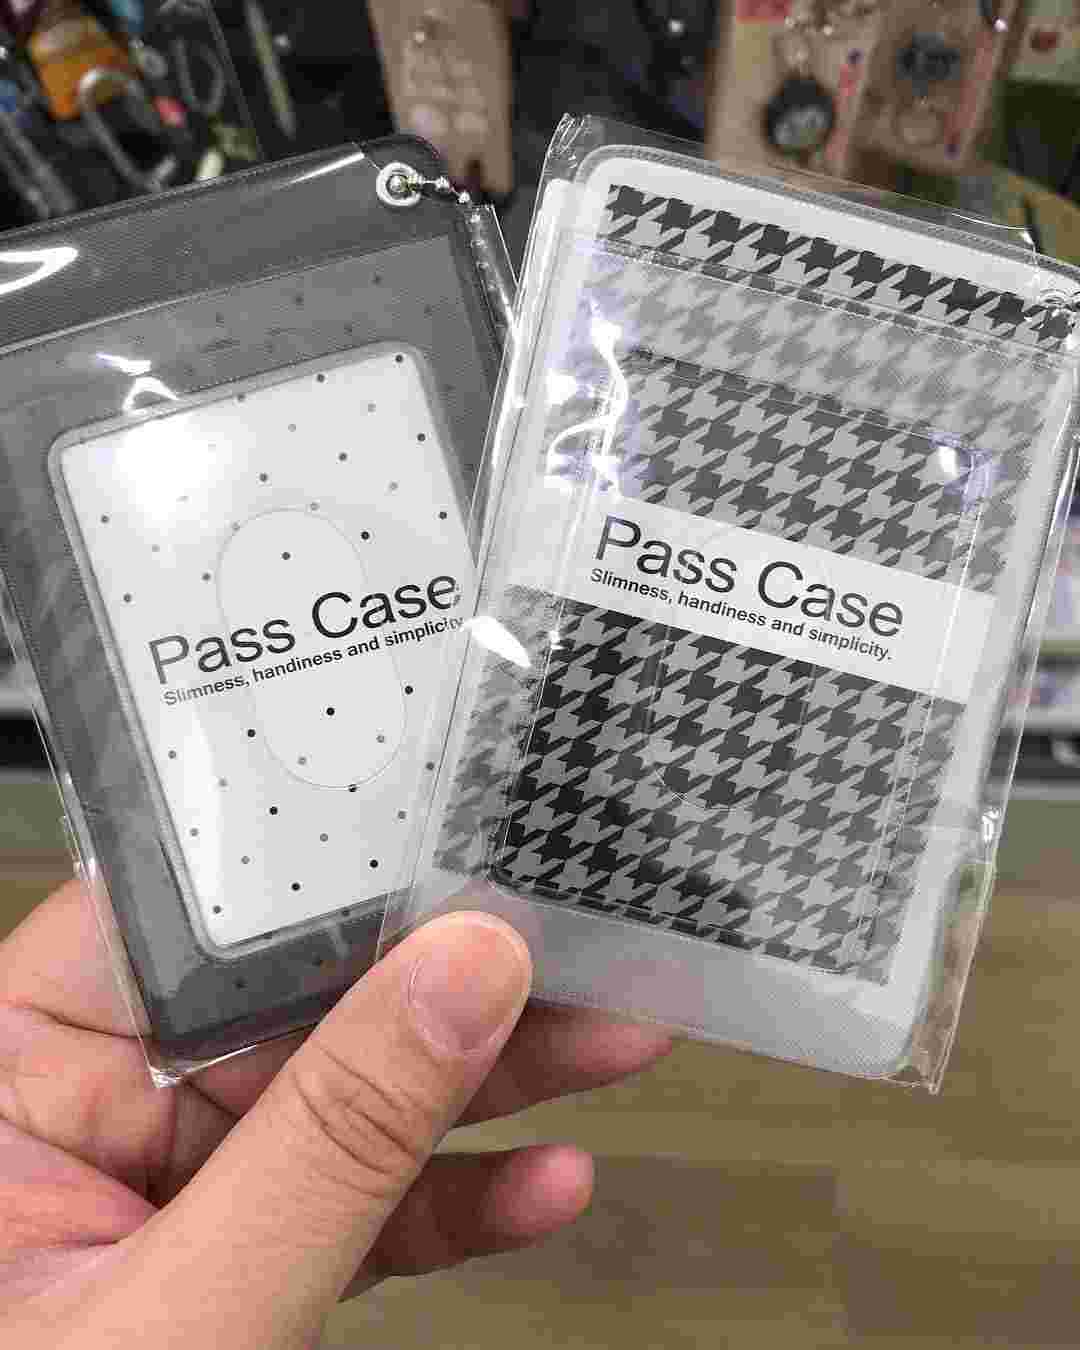 Pass Case
Slimness, handiness and simplicity.
Pass Case
Slimness, handiness and simplicity.